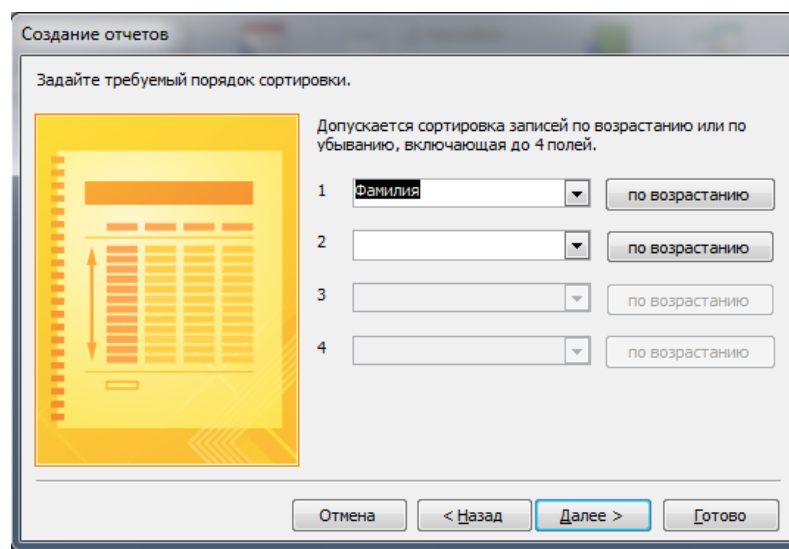 Создание отчетов
Задайте требуемый порядок сортировки.
Допускается сортировка записей по возрастанию или по
убыванию, включающая до 4 полей.
1 Фамилия по возрастанию
2 по возрастанию
3 по возрастанию
4 по возрастанию
Отмена < Назад Далее > Готово